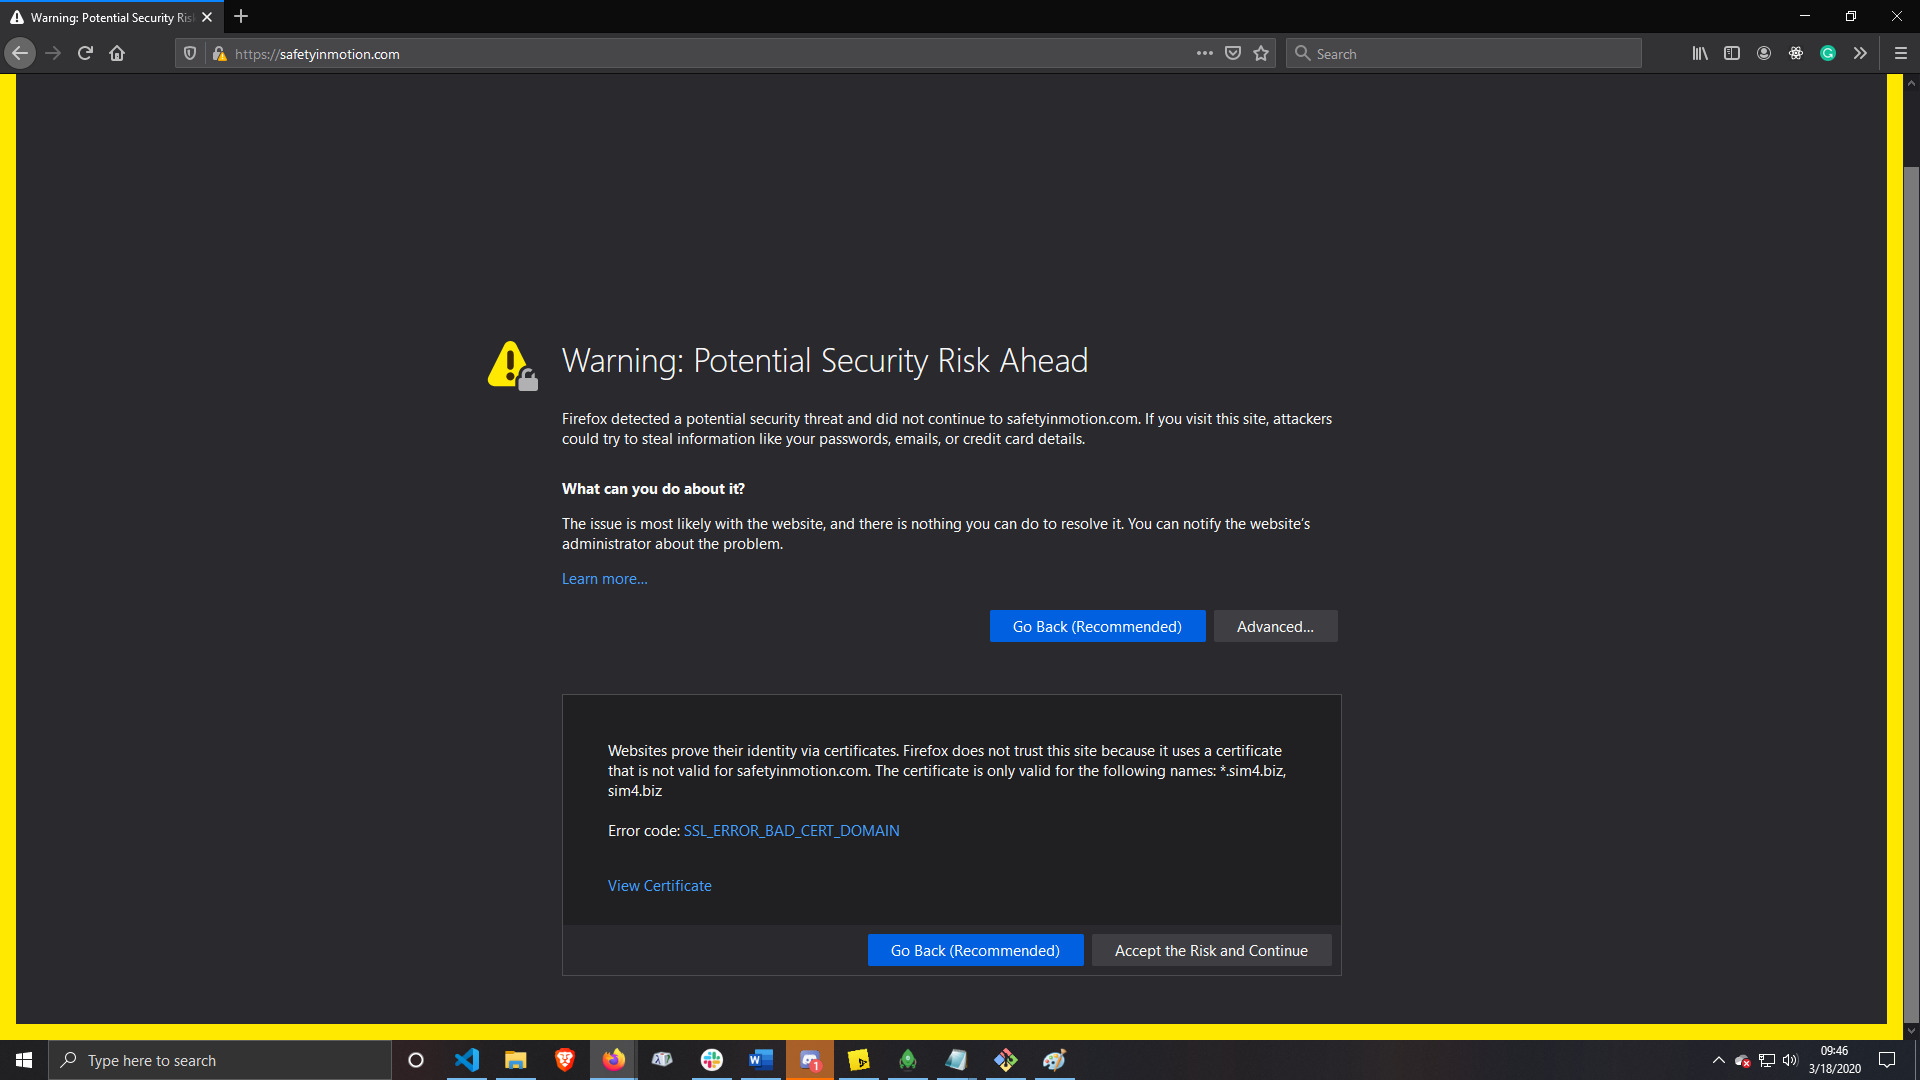 Warning: Potential Security Ris
https://safetyinmotion.com
Search
Warning: Potential Security Risk Ahead
Firefox detected a potential security threat and did not continue to safetyinmotion.com. If you visit this site, attackers
could try to steal information like your passwords, emails, or credit card details.
What can you do about it?
The issue is most likely with the website, and there is nothing you can do to resolve it. You can notify the website’s
administrator about the problem.
Learn more…
Go Back (Recommended)
Advanced…
Websites prove their identity via certificates. Firefox does not trust this site because it uses a certificate
that is not valid for safetyinmotion.com. The certificate is only valid for the following names: *.sim4.biz,
sim4.biz
Error code: SSL_ERROR_BAD_CERT_DOMAIN
View Certificate
Go Back (Recommended)
Accept the Risk and Continue
Type here to search
1
09:46
3/18/2020